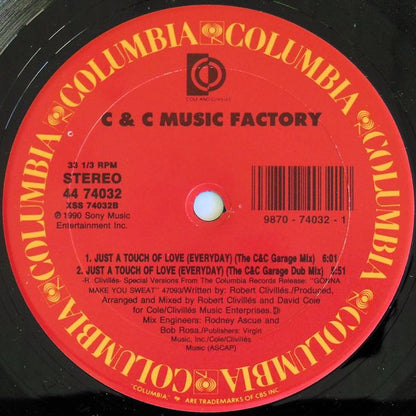 COLUMBIA COLUMBIA COLUMBIA COLUMBIA COLUMBIA
COLE AND CLIVILLÉS
C & C MUSIC FACTORY
33 1/3 RPM
STEREO
44 74032
XSS 74032B
℗ 1990 Sony Music
Entertainment Inc.
9870 - 74032 - 1
1. JUST A TOUCH OF LOVE (EVERYDAY) (The C&C Garage Mix) 6:01
2. JUST A TOUCH OF LOVE (EVERYDAY) (The C&C Garage Dub Mix) 6:51
-R. Clivillés- Special Versions From The Columbia Records Release: "GONNA
MAKE YOU SWEAT" 47093/Written by: Robert Clivillés./Produced,
Arranged and Mixed by Robert Clivillés and David Cole
for Cole/Clivillés Music Enterprises.
Mix Engineers: Rodney Ascue and
Bob Rosa./Publishers: Virgin
Music, Inc./Cole/Clivillés
Music (ASCAP)
"COLUMBIA" ARE TRADEMARKS OF CBS INC.